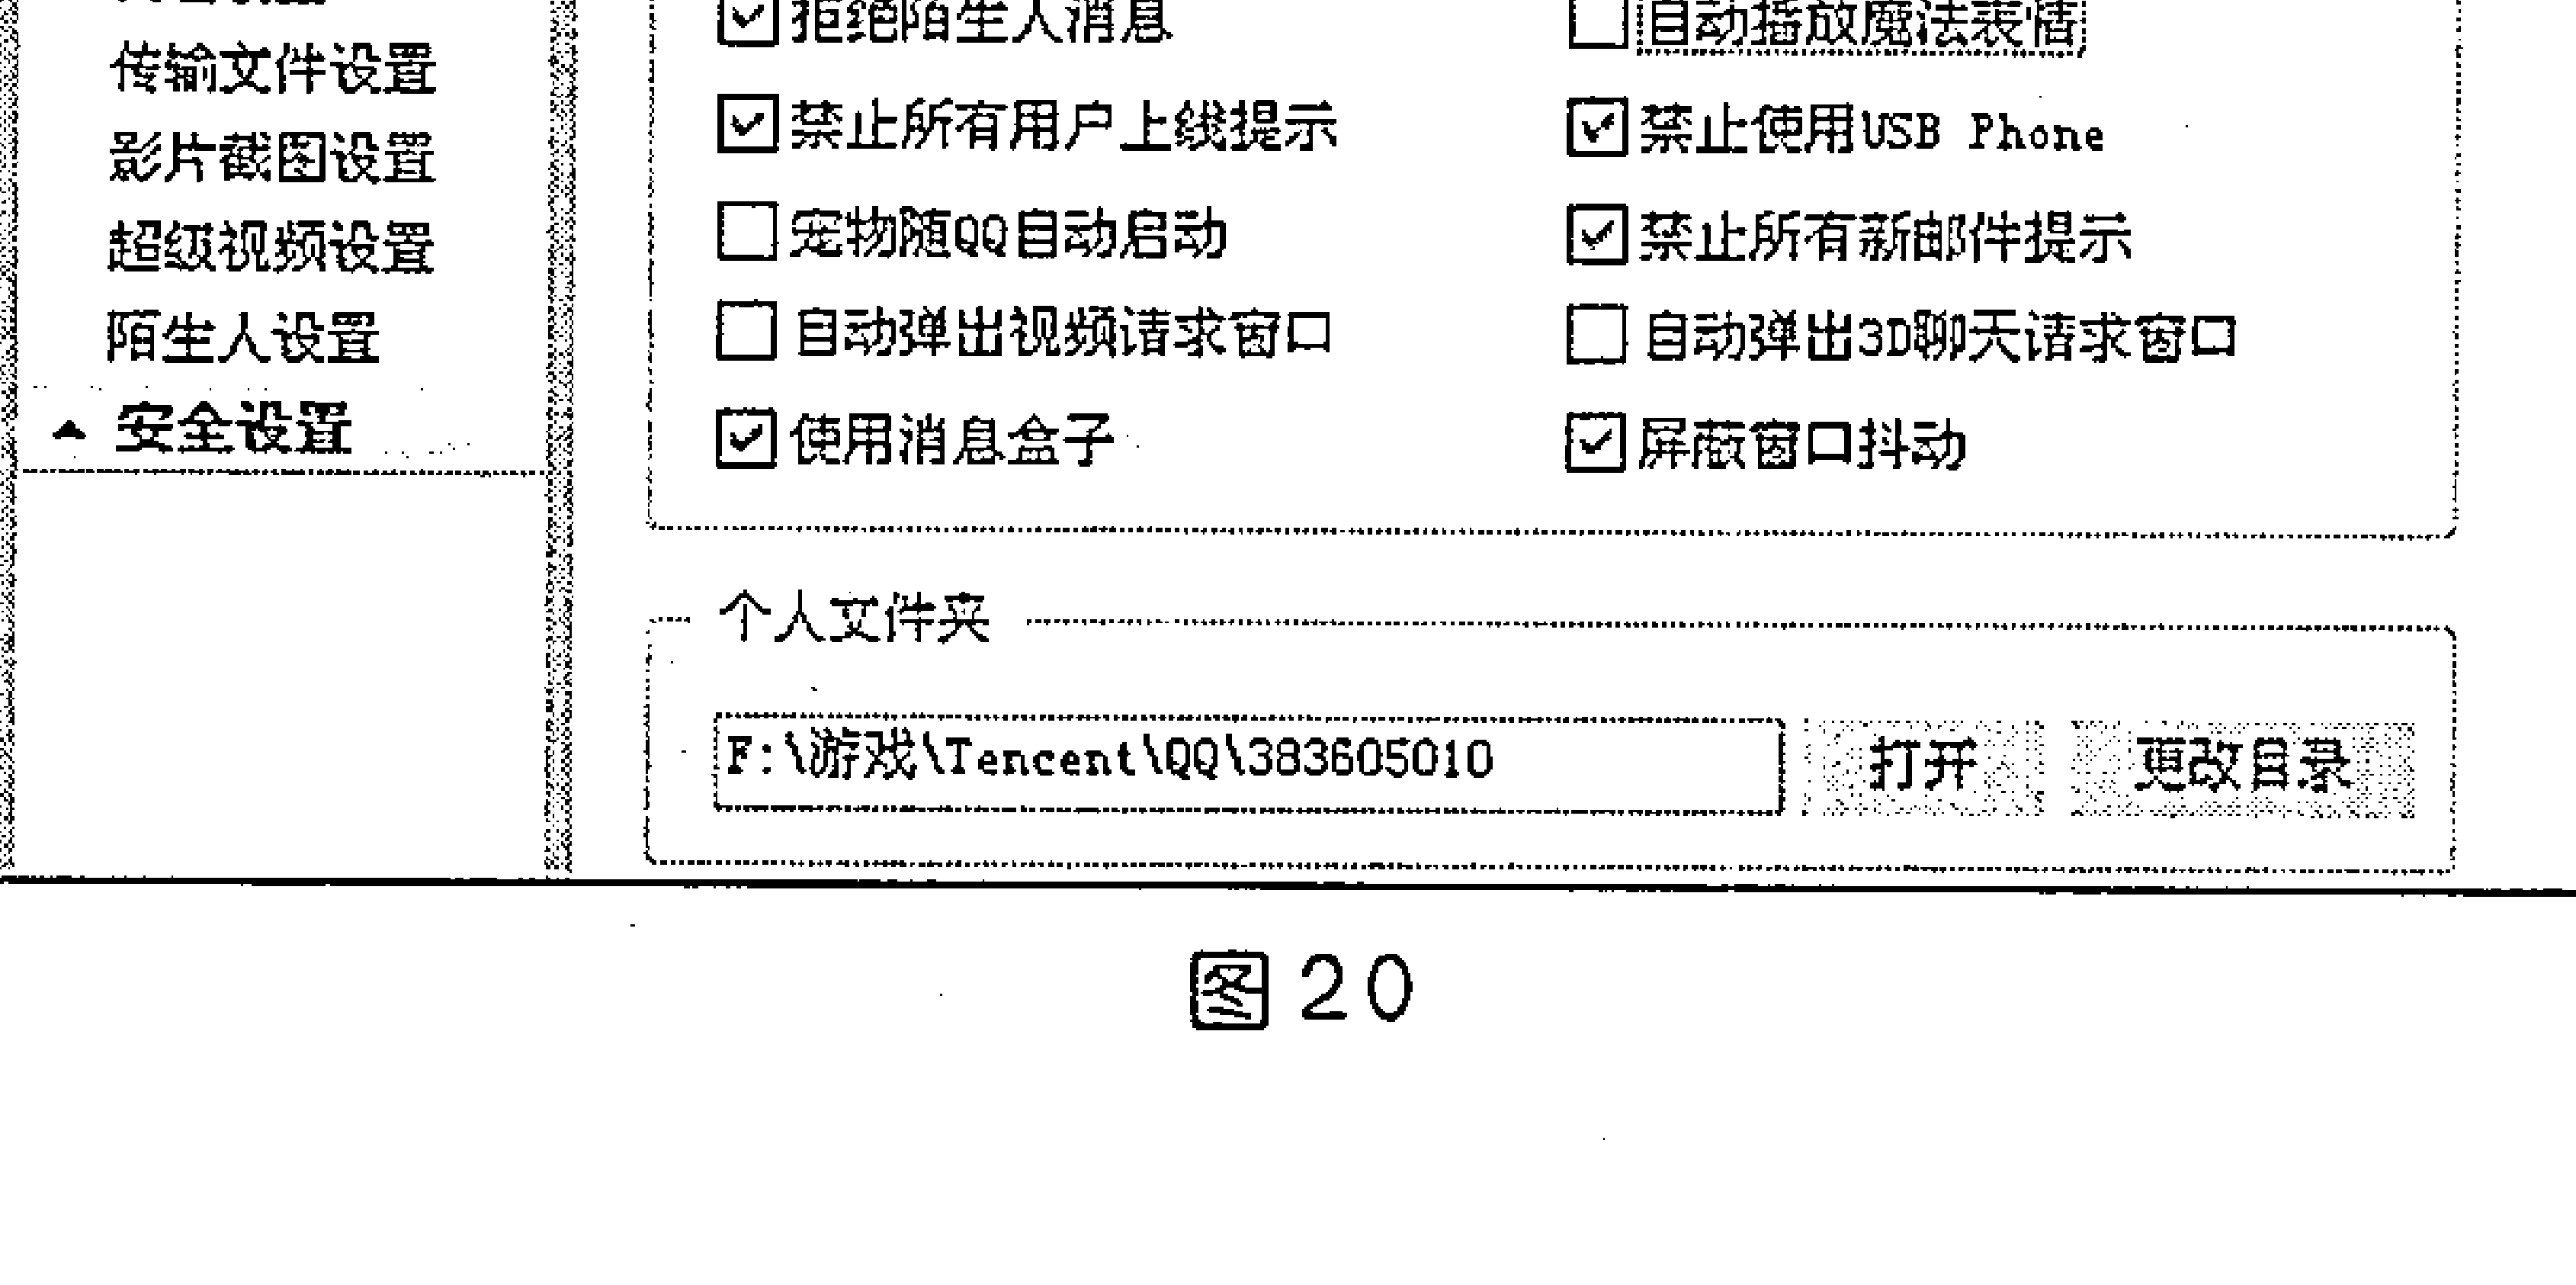 传输文件设置
影片截图设置
超级视频设置
陌生人设置
安全设置
拒绝陌生人消息 自动播放魔法表情
禁止所有用户上线提示 禁止使用USB Phone
宠物随QQ自动启动 禁止所有新邮件提示
自动弹出视频请求窗口 自动弹出3D聊天请求窗口
使用消息盒子 屏蔽窗口抖动
个人文件夹
F:\游戏\Tencent\QQ\383605010 打开 更改目录
图20